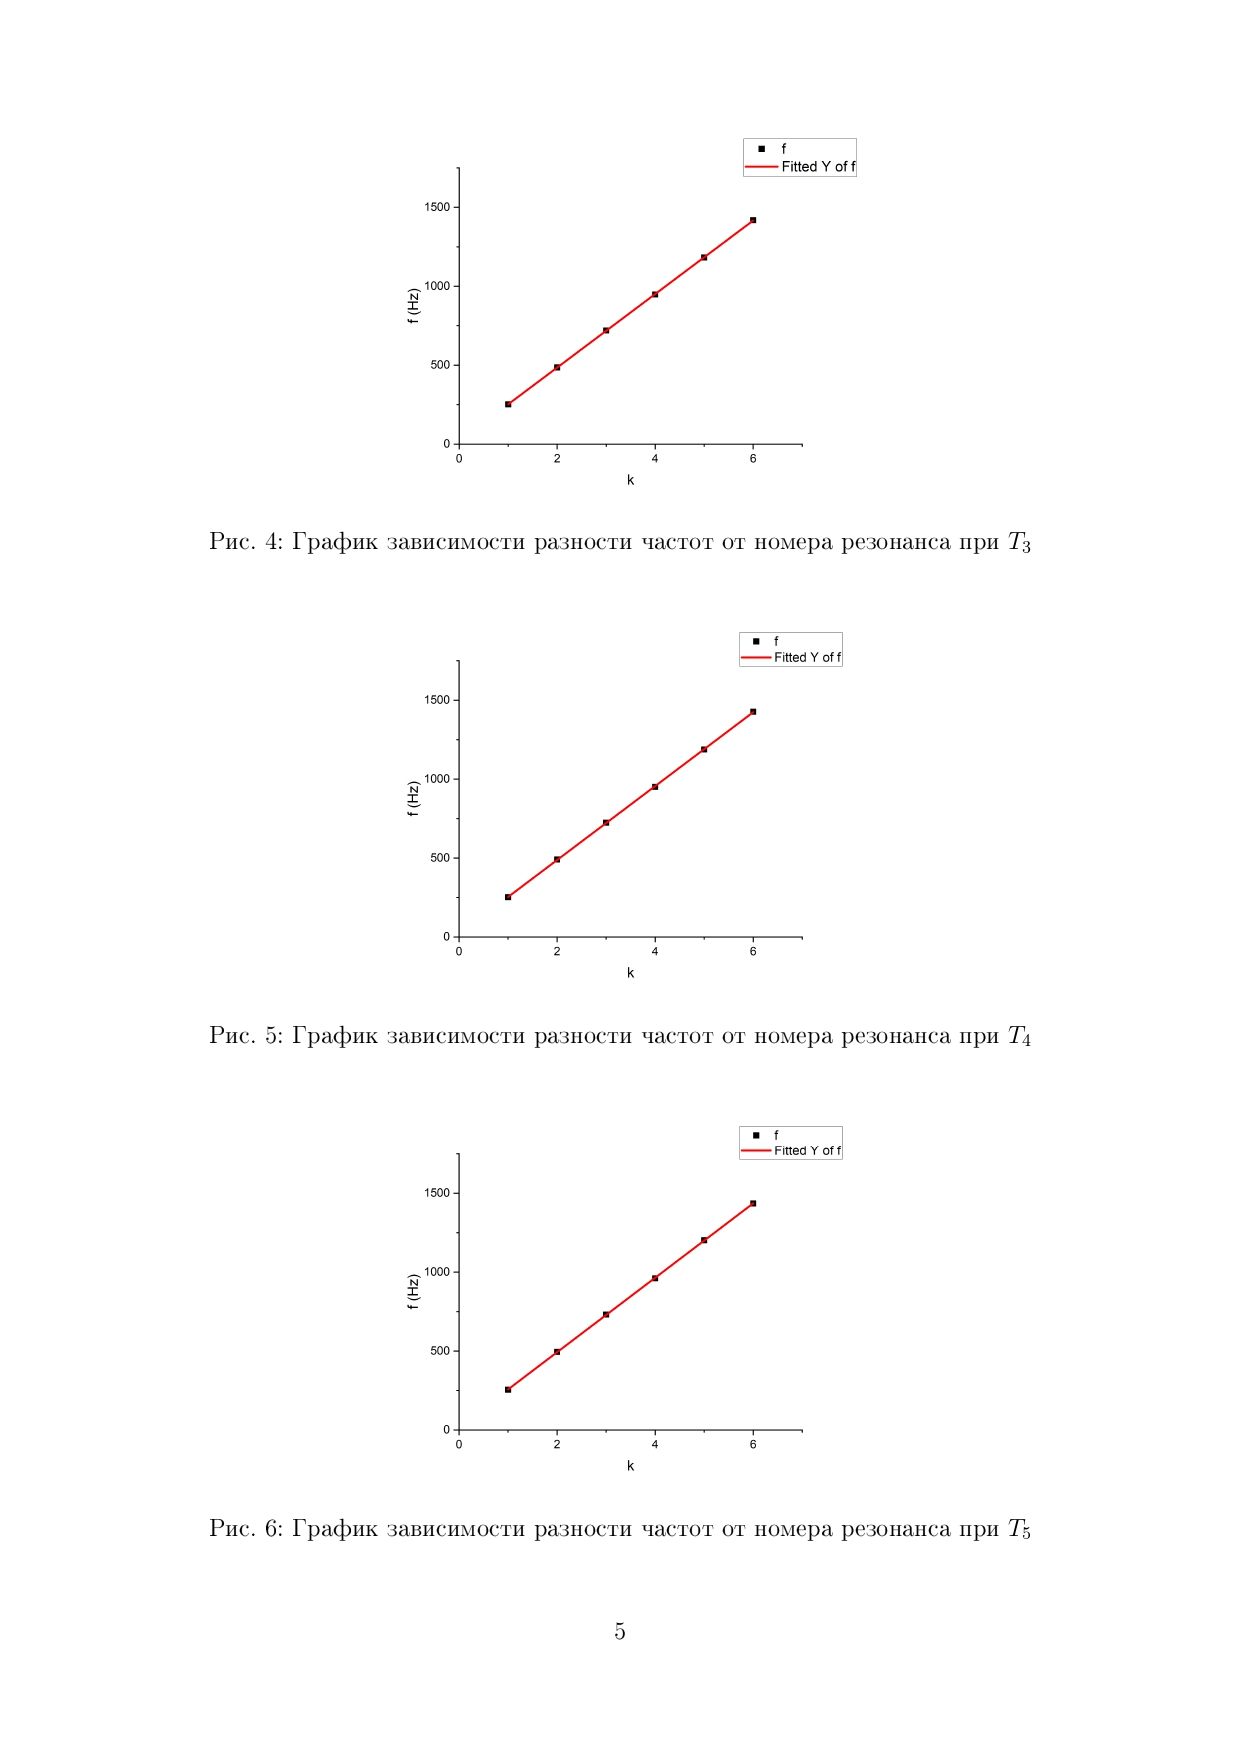 f
Fitted Y of f
1500
1000
500
0
f (Hz)
0 2 4 6
k
Рис. 4: График зависимости разности частот от номера резонанса при T₃
f
Fitted Y of f
1500
1000
500
0
f (Hz)
0 2 4 6
k
Рис. 5: График зависимости разности частот от номера резонанса при T₄
f
Fitted Y of f
1500
1000
500
0
f (Hz)
0 2 4 6
k
Рис. 6: График зависимости разности частот от номера резонанса при T₅
5